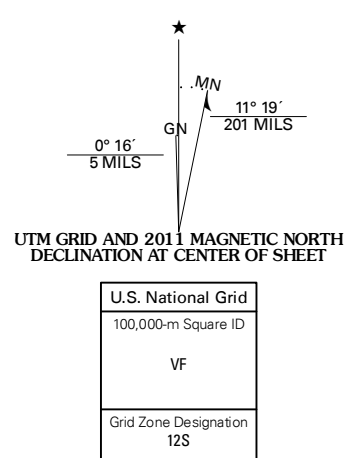 ★
MN
GN
11° 19´
201 MILS
0° 16´
5 MILS
UTM GRID AND 2011 MAGNETIC NORTH
DECLINATION AT CENTER OF SHEET
U.S. National Grid
100,000-m Square ID
VF
Grid Zone Designation
12S